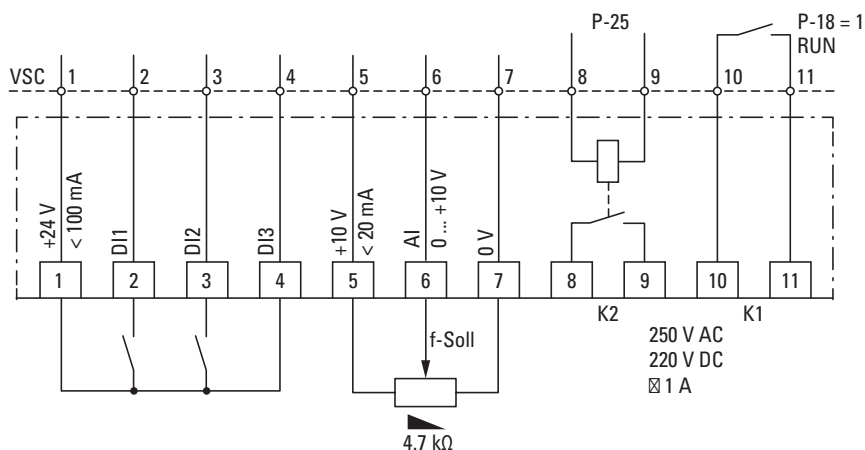 P-25
P-18 = 1
RUN
VSC 1 2 3 4 5 6 7 8 9 10 11
+24 V
< 100 mA
DI1
DI2
DI3
+10 V
< 20 mA
AI
0 ... +10 V
0 V
1 2 3 4 5 6 7 8 9 10 11
K2
K1
f-Soll
250 V AC
220 V DC
☒ 1 A
4.7 kΩ